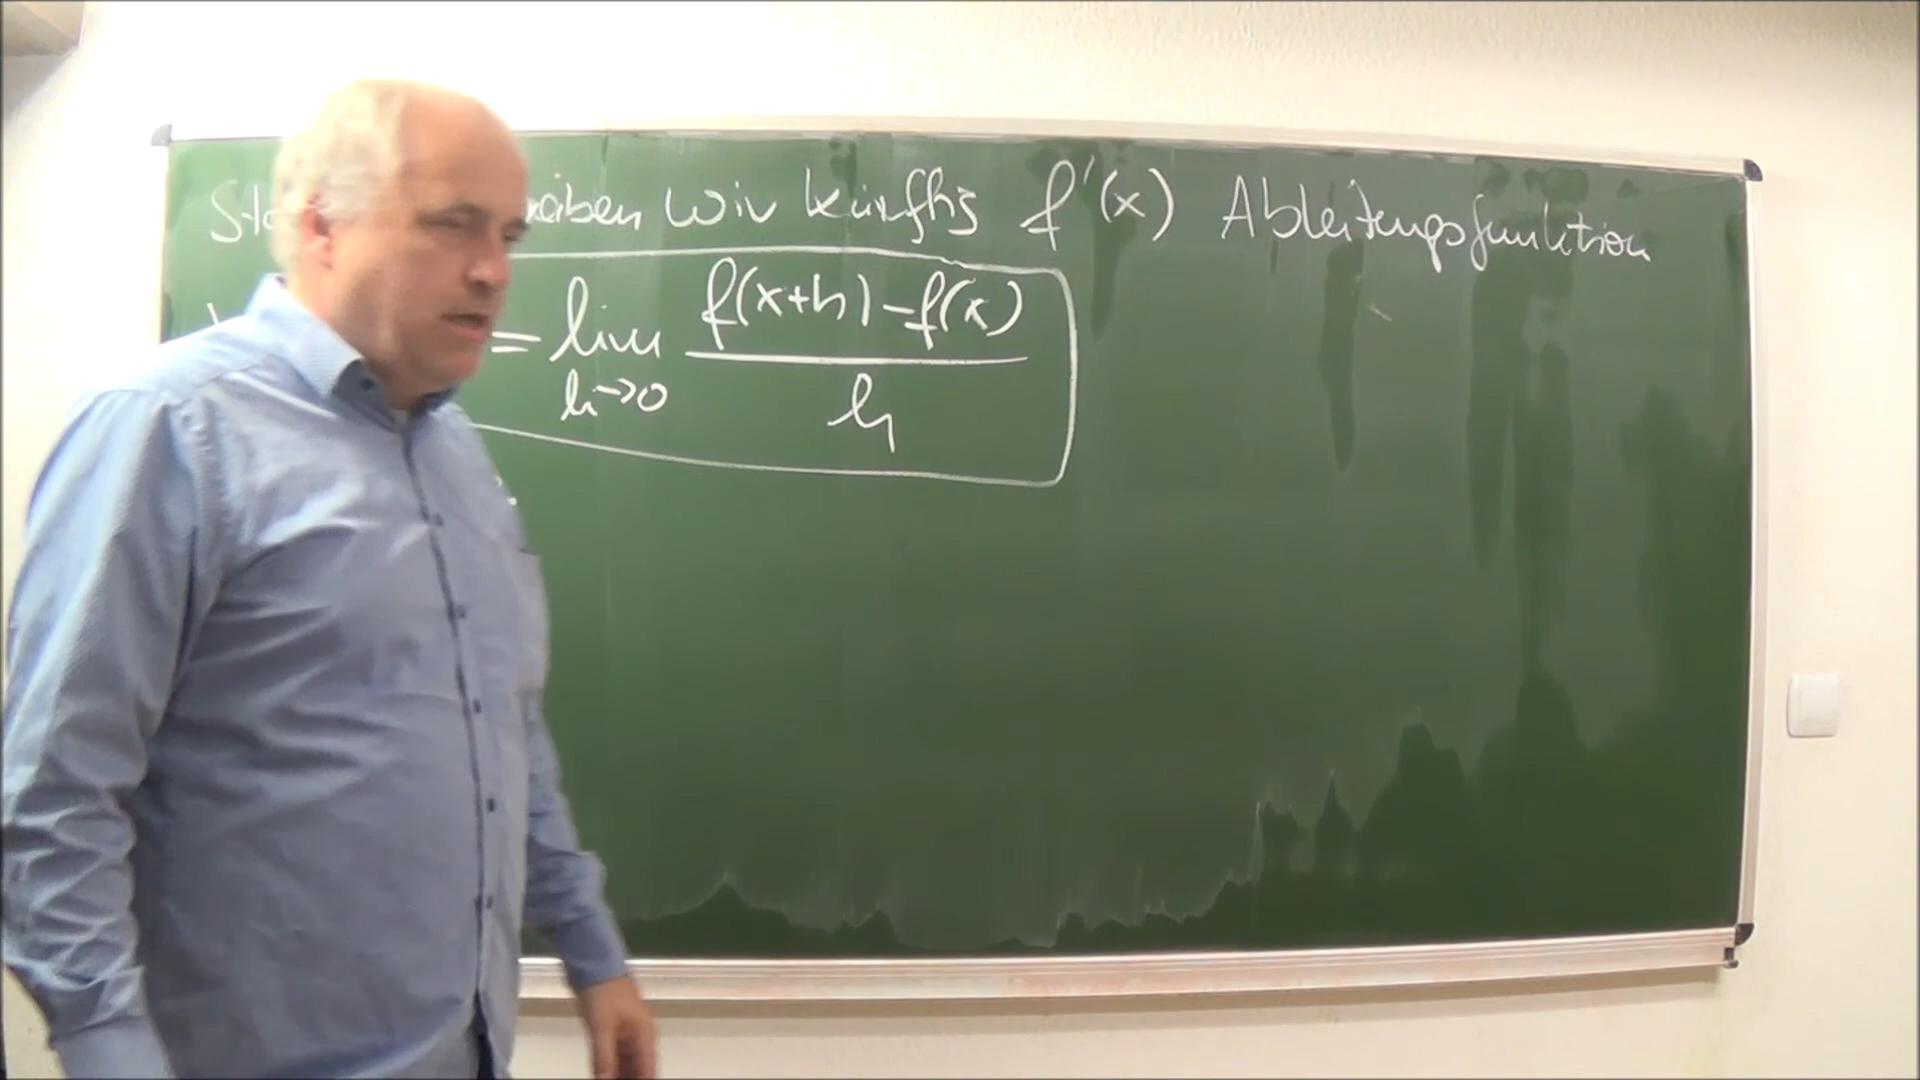 schreiben wir künftig f'(x) Ableitungsfunktion
= lim h→0 (f(x+h) - f(x)) / h